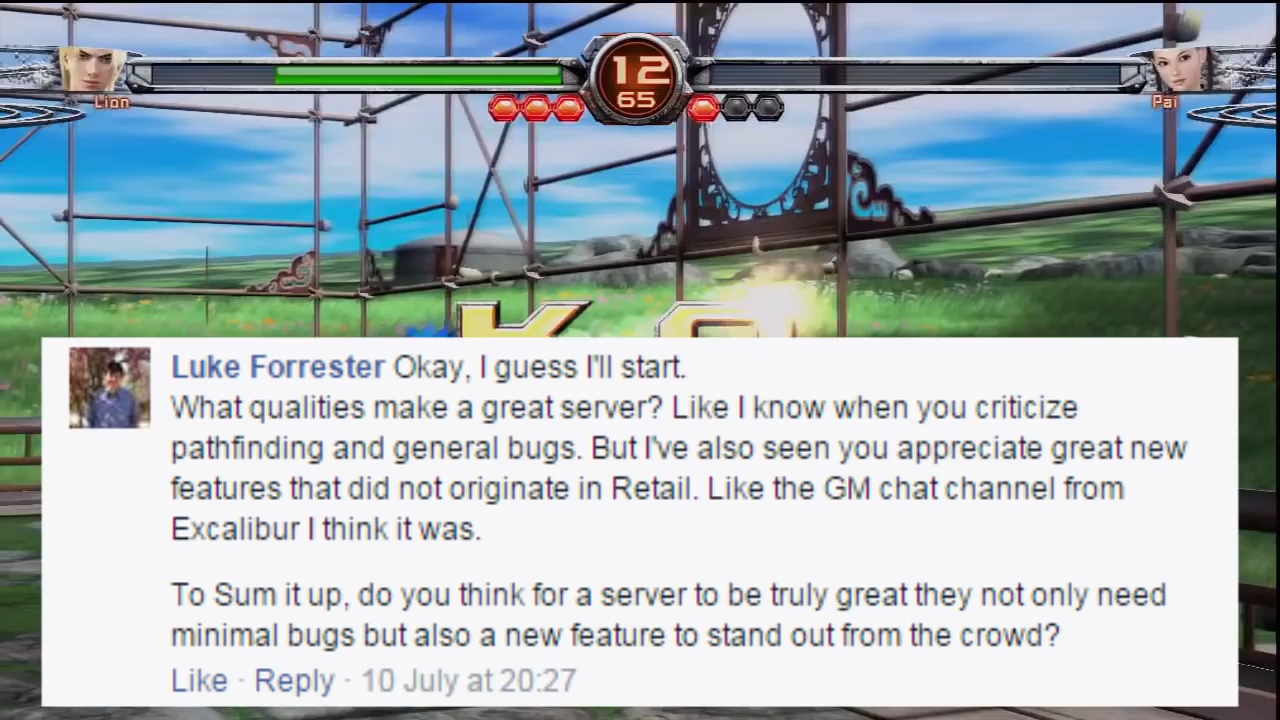 12
65
Lion
Pai
K.O
Luke Forrester Okay, I guess I'll start.
What qualities make a great server? Like I know when you criticize
pathfinding and general bugs. But I've also seen you appreciate great new
features that did not originate in Retail. Like the GM chat channel from
Excalibur I think it was.
To Sum it up, do you think for a server to be truly great they not only need
minimal bugs but also a new feature to stand out from the crowd?
Like · Reply · 10 July at 20:27